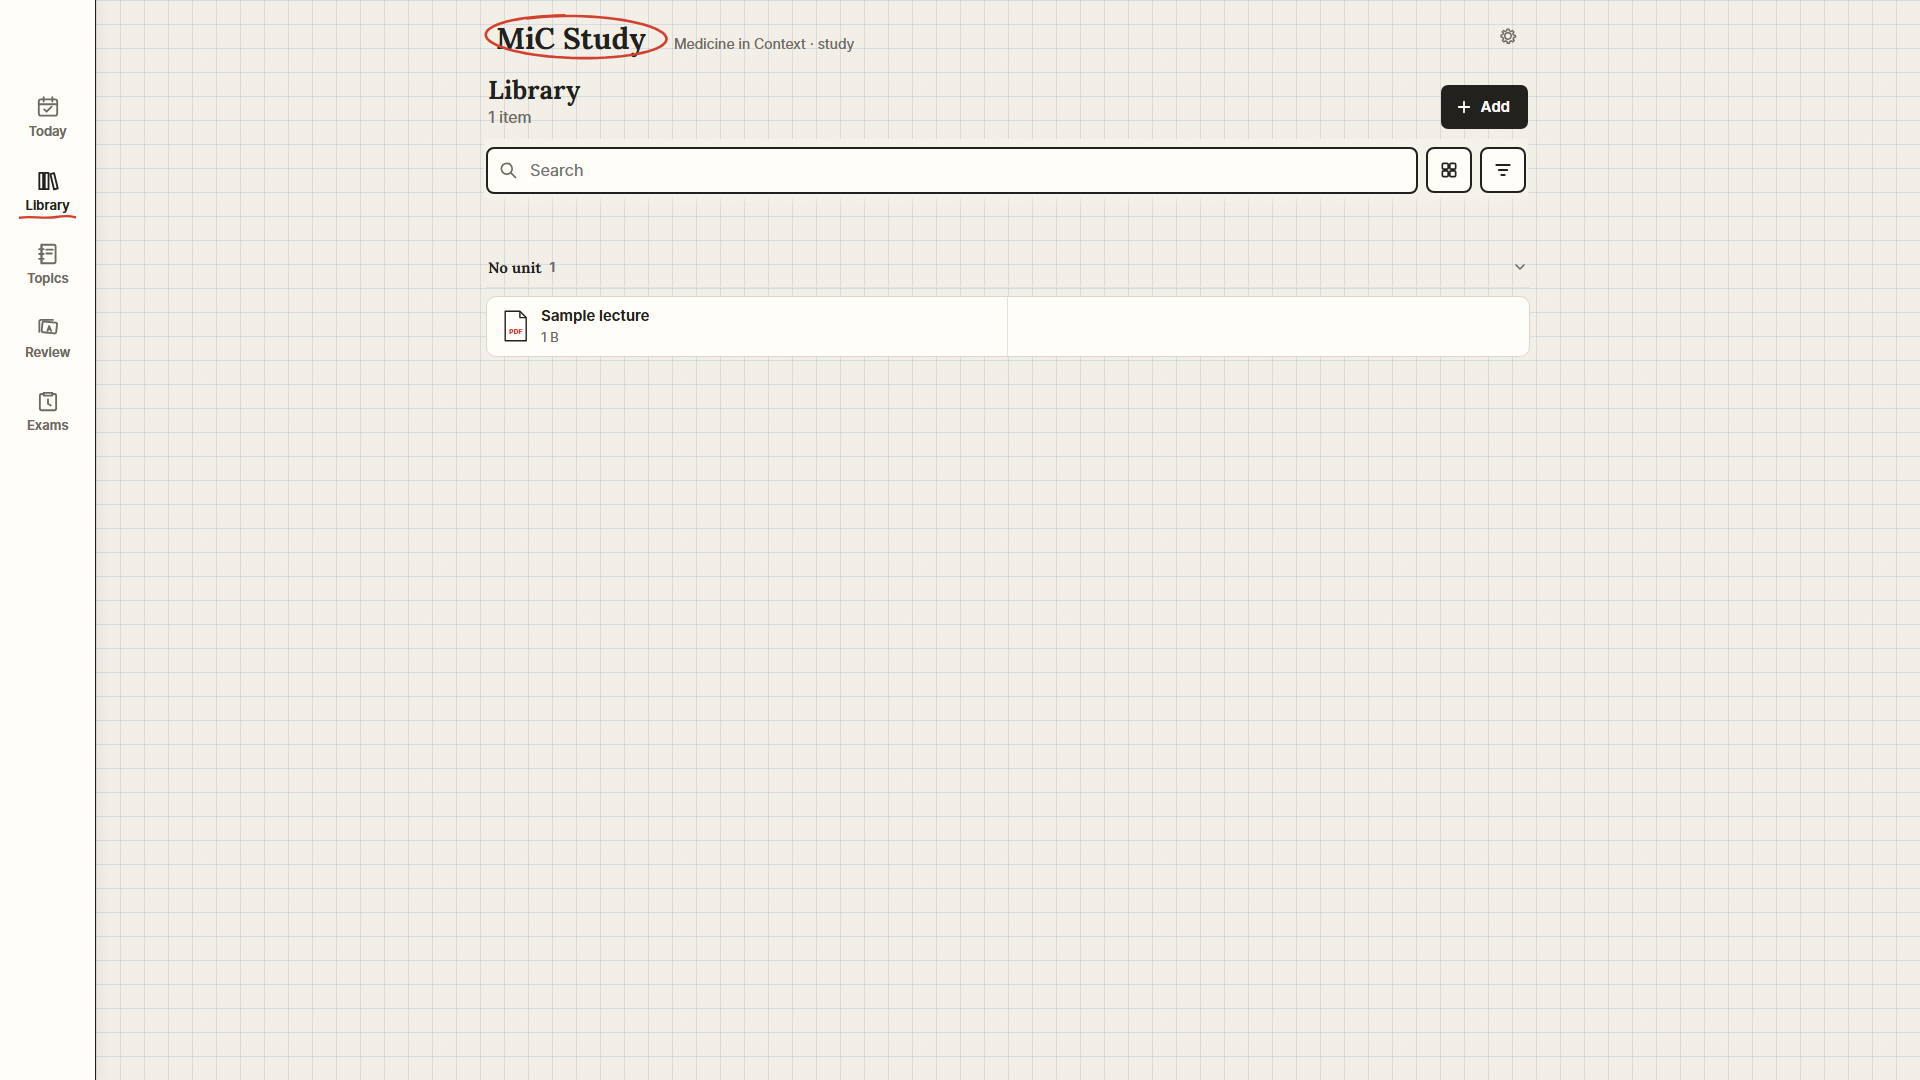 MiC Study
Medicine in Context · study
Library
1 item
Add
Search
Today
Library
Topics
Review
Exams
No unit 1
PDF
Sample lecture
1 B